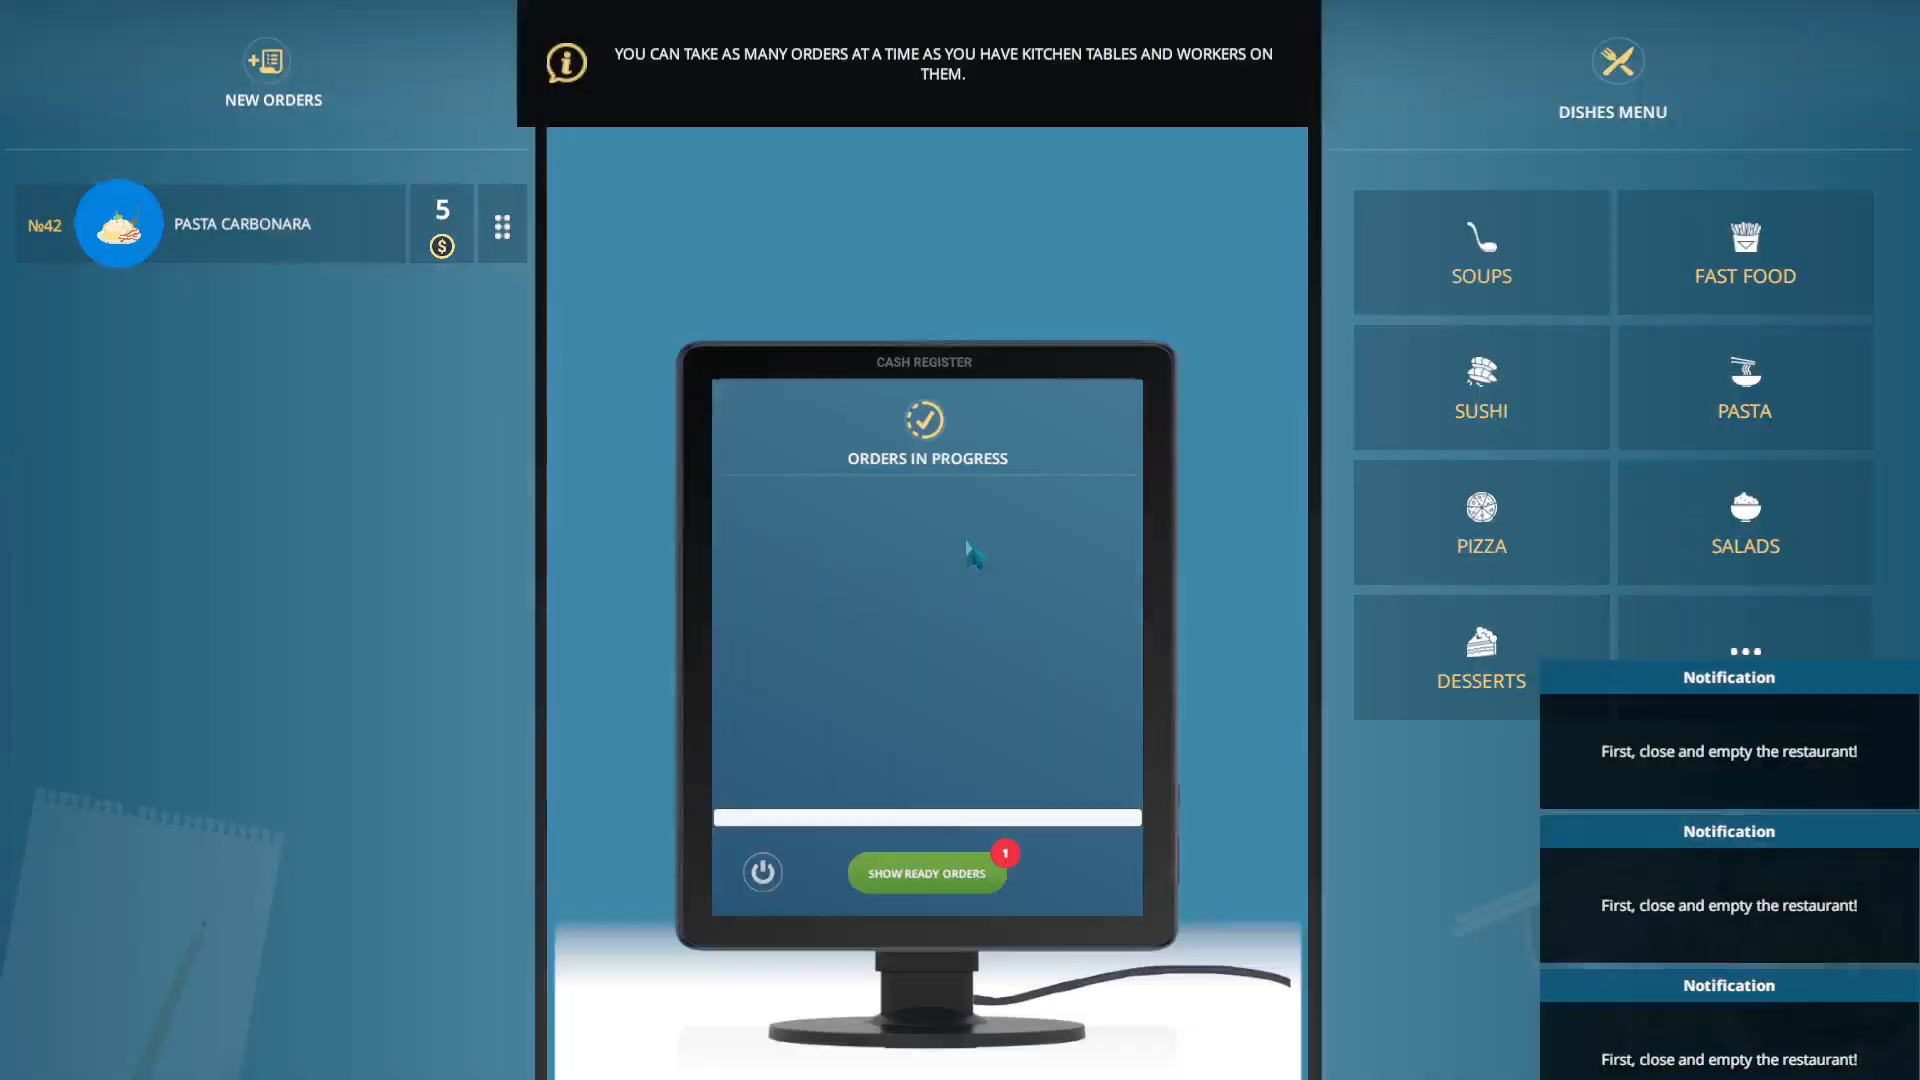 NEW ORDERS
№42
PASTA CARBONARA
5
$
YOU CAN TAKE AS MANY ORDERS AT A TIME AS YOU HAVE KITCHEN TABLES AND WORKERS ON
THEM.
CASH REGISTER
ORDERS IN PROGRESS
SHOW READY ORDERS
1
DISHES MENU
SOUPS
FAST FOOD
SUSHI
PASTA
PIZZA
SALADS
DESSERTS
Notification
First, close and empty the restaurant!
Notification
First, close and empty the restaurant!
Notification
First, close and empty the restaurant!